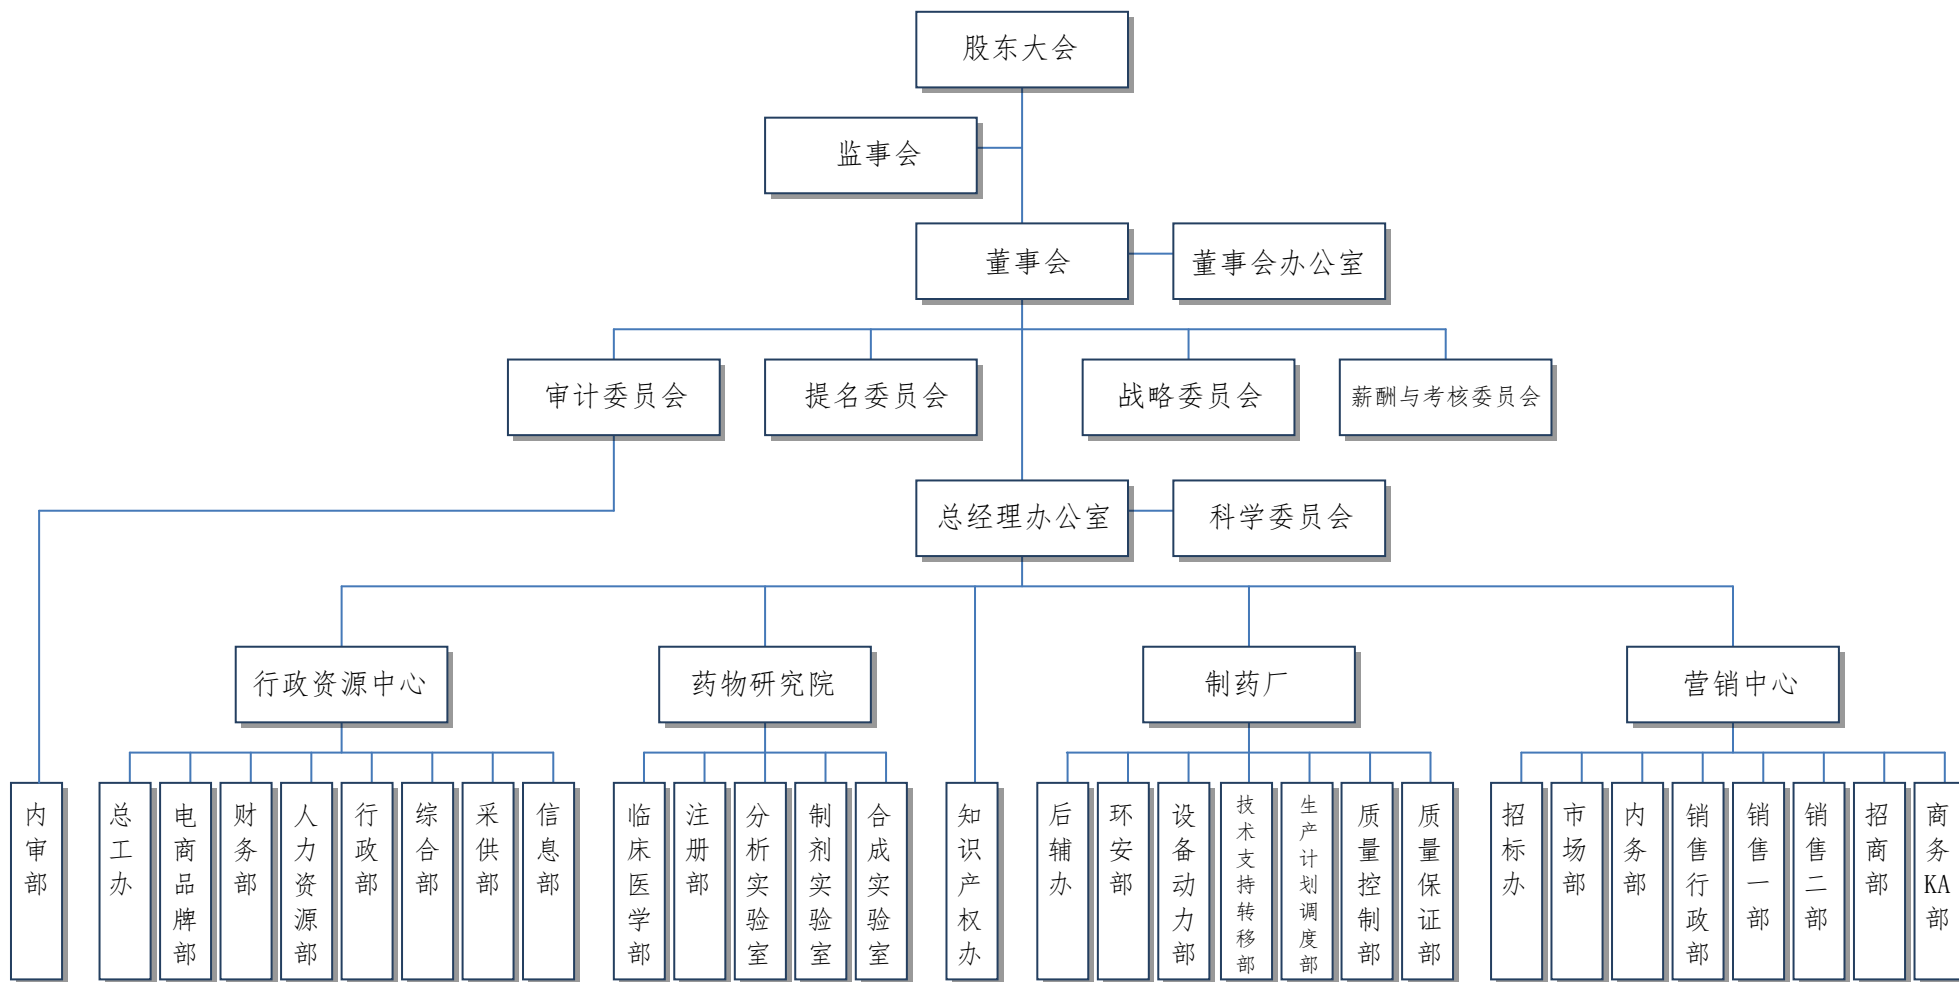 股东大会
监事会
董事会
董事会办公室
审计委员会
提名委员会
战略委员会
薪酬与考核委员会
总经理办公室
科学委员会
行政资源中心
药物研究院
制药厂
营销中心
内审部
总工办
电商品牌部
财务部
人力资源部
行政部
综合部
采供部
信息部
临床医学部
注册部
分析实验室
制剂实验室
合成实验室
知识产权办
后辅办
环安部
设备动力部
技术支持转移部
生产计划调度部
质量控制部
质量保证部
招标办
市场部
内务部
销售行政部
销售一部
销售二部
招商部
商务KA部